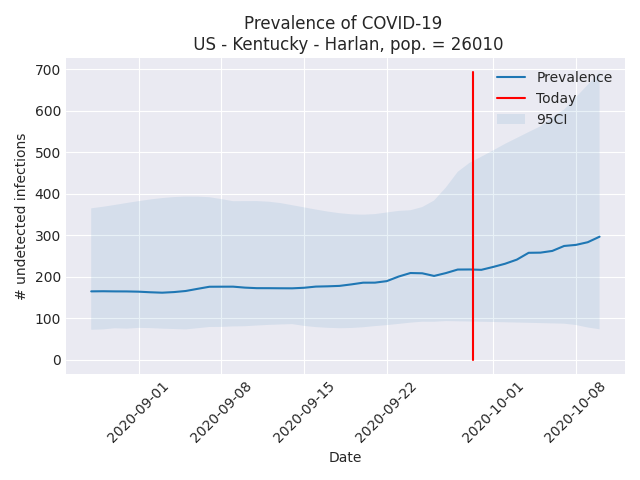 Prevalence of COVID-19
US - Kentucky - Harlan, pop. = 26010
700
600
500
400
300
200
100
0
# undetected infections
Prevalence
Today
95CI
2020-09-01
2020-09-08
2020-09-15
2020-09-22
2020-10-01
2020-10-08
Date